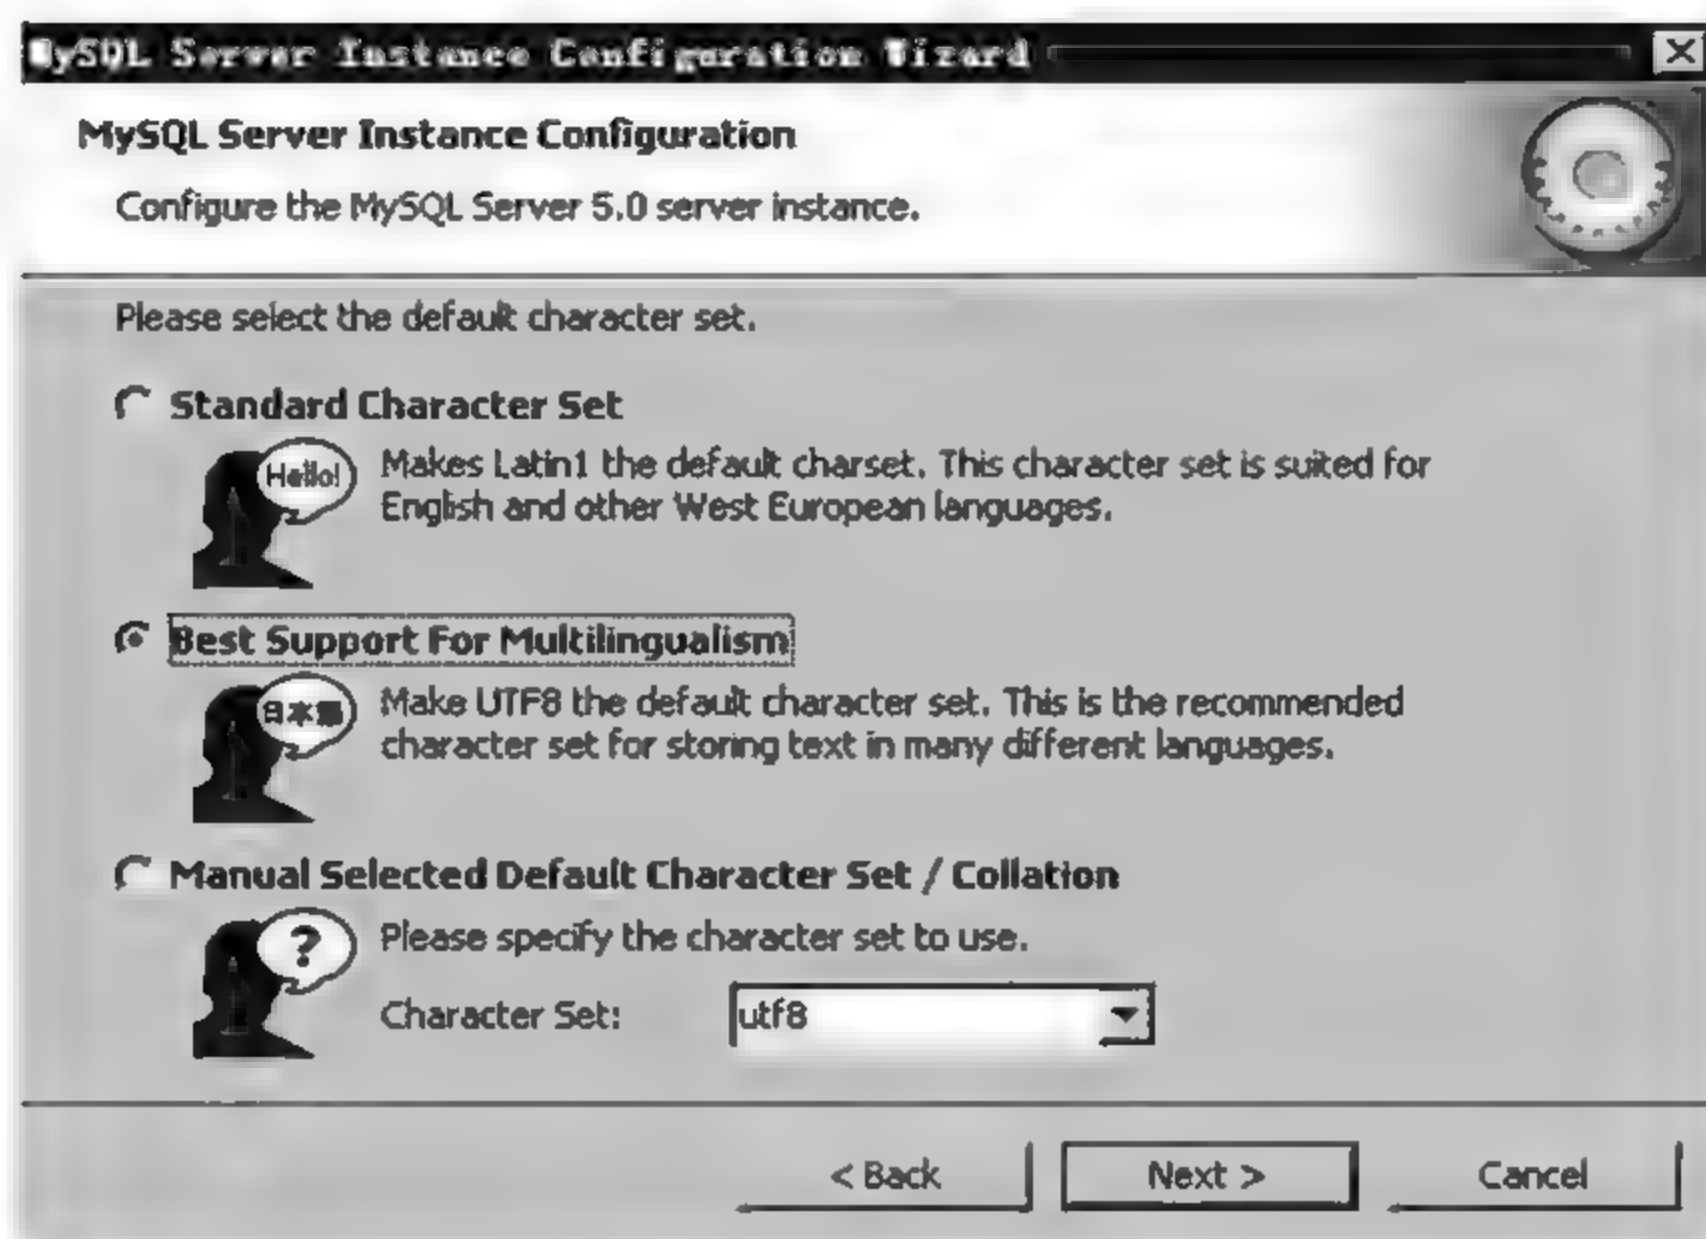 MySQL Server Instance Configuration Wizard
MySQL Server Instance Configuration
Configure the MySQL Server 5.0 server instance.
Please select the default character set.
Standard Character Set
Hello!
Makes Latin1 the default charset. This character set is suited for
English and other West European languages.
Best Support For Multilingualism
日本語
Make UTF8 the default character set. This is the recommended
character set for storing text in many different languages.
Manual Selected Default Character Set / Collation
?
Please specify the character set to use.
Character Set: utf8
< Back Next > Cancel